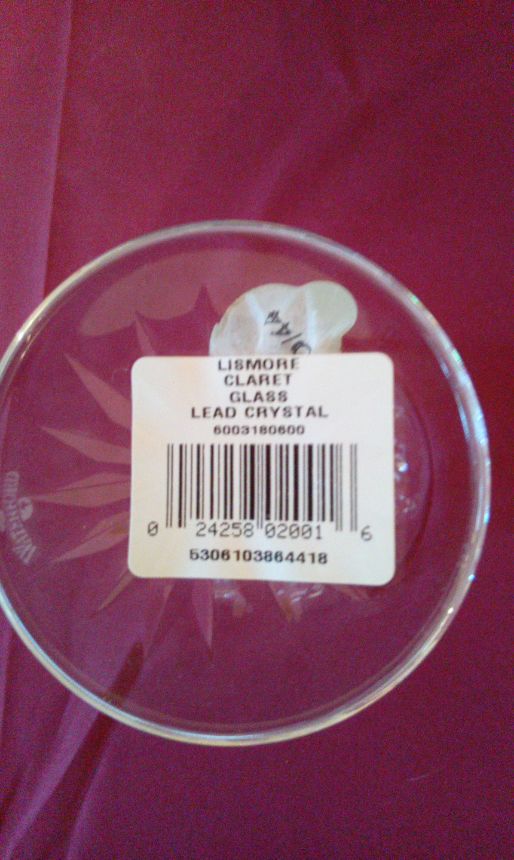 LISMORE
CLARET
GLASS
LEAD CRYSTAL
6003180600
0 24258 02001 6
5306103864418